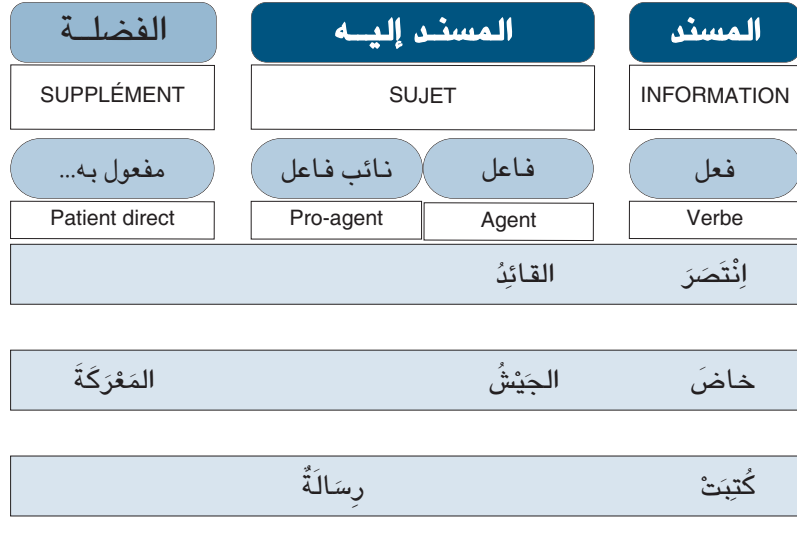 المسند المسند إليه الفضلة
INFORMATION SUJET SUPPLÉMENT
فعل فاعل نائب فاعل مفعول به...
Verbe Agent Pro-agent Patient direct
اِنْتَصَرَ القائِدُ
خاضَ الجَيْشُ المَعْرَكَةَ
كُتِبَتْ رِسَالَةٌ